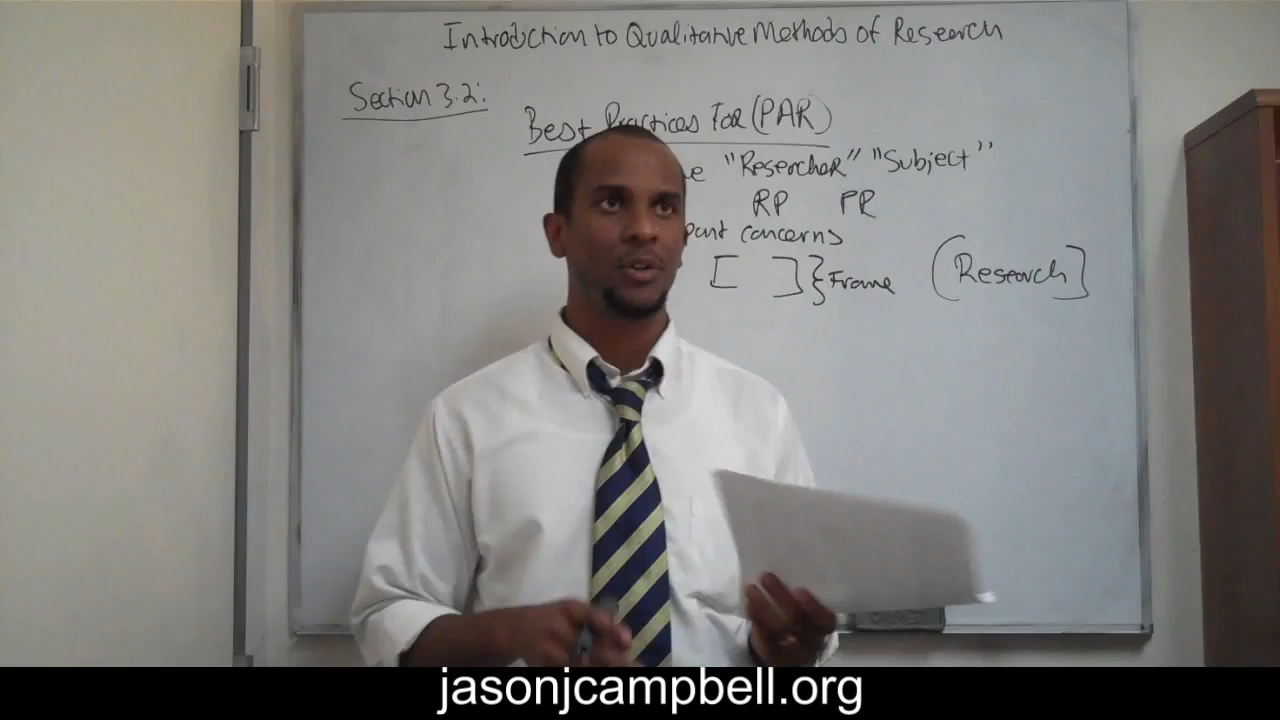 Introduction to Qualitative Methods of Research
Section 3.2:
Best Practices For (PAR)
"Researcher" "Subject"
RP PR
concerns
[ ] } Frame (Research]
jasonjcampbell.org